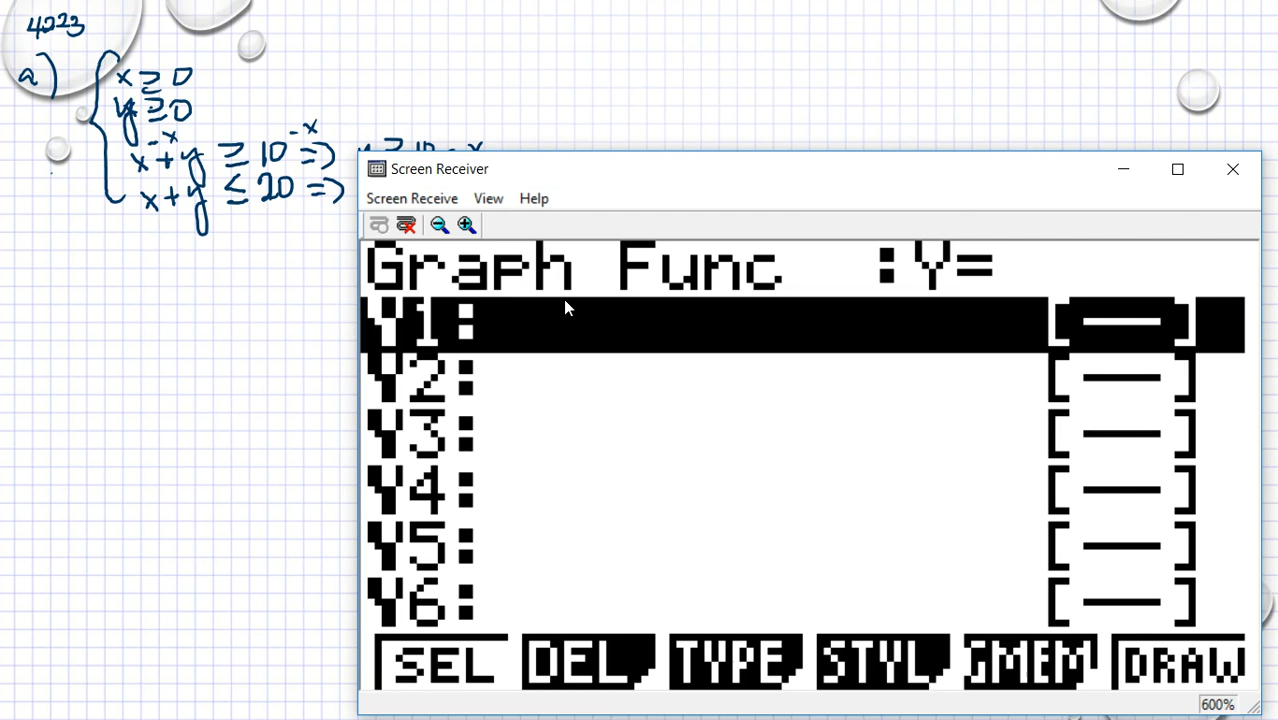 4223
a)
x ≥ 0
y ≥ 0
-x -x
x + y ≥ 10 => y ≥ 10 - x
x + y ≤ 20 =>
Screen Receiver
Screen Receive View Help
Graph Func :Y=
Y1: [—]
Y2: [—]
Y3: [—]
Y4: [—]
Y5: [—]
Y6: [—]
SEL DEL TYPE STYL GMEM DRAW
600%